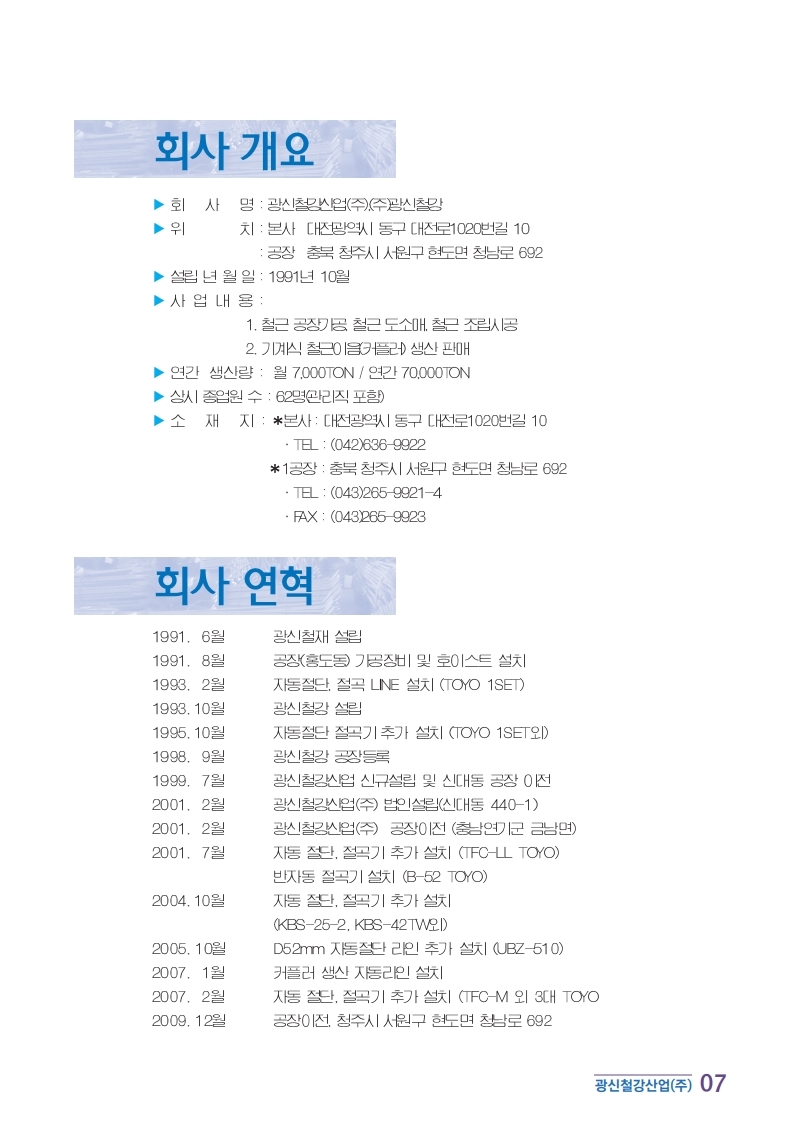 회사 개요
▶ 회 사 명 : 광신철강산업(주),(주)광신철강
▶ 위 치 : 본사 대전광역시 동구 대전로1020번길 10
: 공장 충북 청주시 서원구 현도면 청남로 692
▶ 설립 년 월 일 : 1991년 10월
▶ 사 업 내 용 :
1. 철근 공장가공, 철근 도소매, 철근 조립시공
2. 기계식 철근이음(커플러) 생산 판매
▶ 연간 생산량 : 월 7,000TON / 연간 70,000TON
▶ 상시 종업원 수 : 62명(관리직 포함)
▶ 소 재 지 : *본사 : 대전광역시 동구 대전로1020번길 10
· TEL : (042)636-9922
*1공장 : 충북 청주시 서원구 현도면 청남로 692
· TEL : (043)265-9921-4
· FAX : (043)265-9923
회사 연혁
1991. 6월 광신철재 설립
1991. 8월 공장(홍도동) 가공장비 및 호이스트 설치
1993. 2월 자동절단, 절곡 LINE 설치 (TOYO 1SET)
1993. 10월 광신철강 설립
1995. 10월 자동절단 절곡기 추가 설치 (TOYO 1SET외)
1998. 9월 광신철강 공장등록
1999. 7월 광신철강산업 신규설립 및 신대동 공장 이전
2001. 2월 광신철강산업(주) 법인설립(신대동 440-1)
2001. 2월 광신철강산업(주) 공장이전 (충남연기군 금남면)
2001. 7월 자동 절단, 절곡기 추가 설치 (TFC-LL TOYO)
반자동 절곡기 설치 (B-52 TOYO)
2004. 10월 자동 절단, 절곡기 추가 설치
(KBS-25-2, KBS-42TW외)
2005. 10월 D52mm 자동절단 라인 추가 설치 (UBZ-510)
2007. 1월 커플러 생산 자동라인 설치
2007. 2월 자동 절단, 절곡기 추가 설치 (TFC-M 외 3대 TOYO
2009. 12월 공장이전, 청주시 서원구 현도면 청남로 692
광신철강산업(주) 07